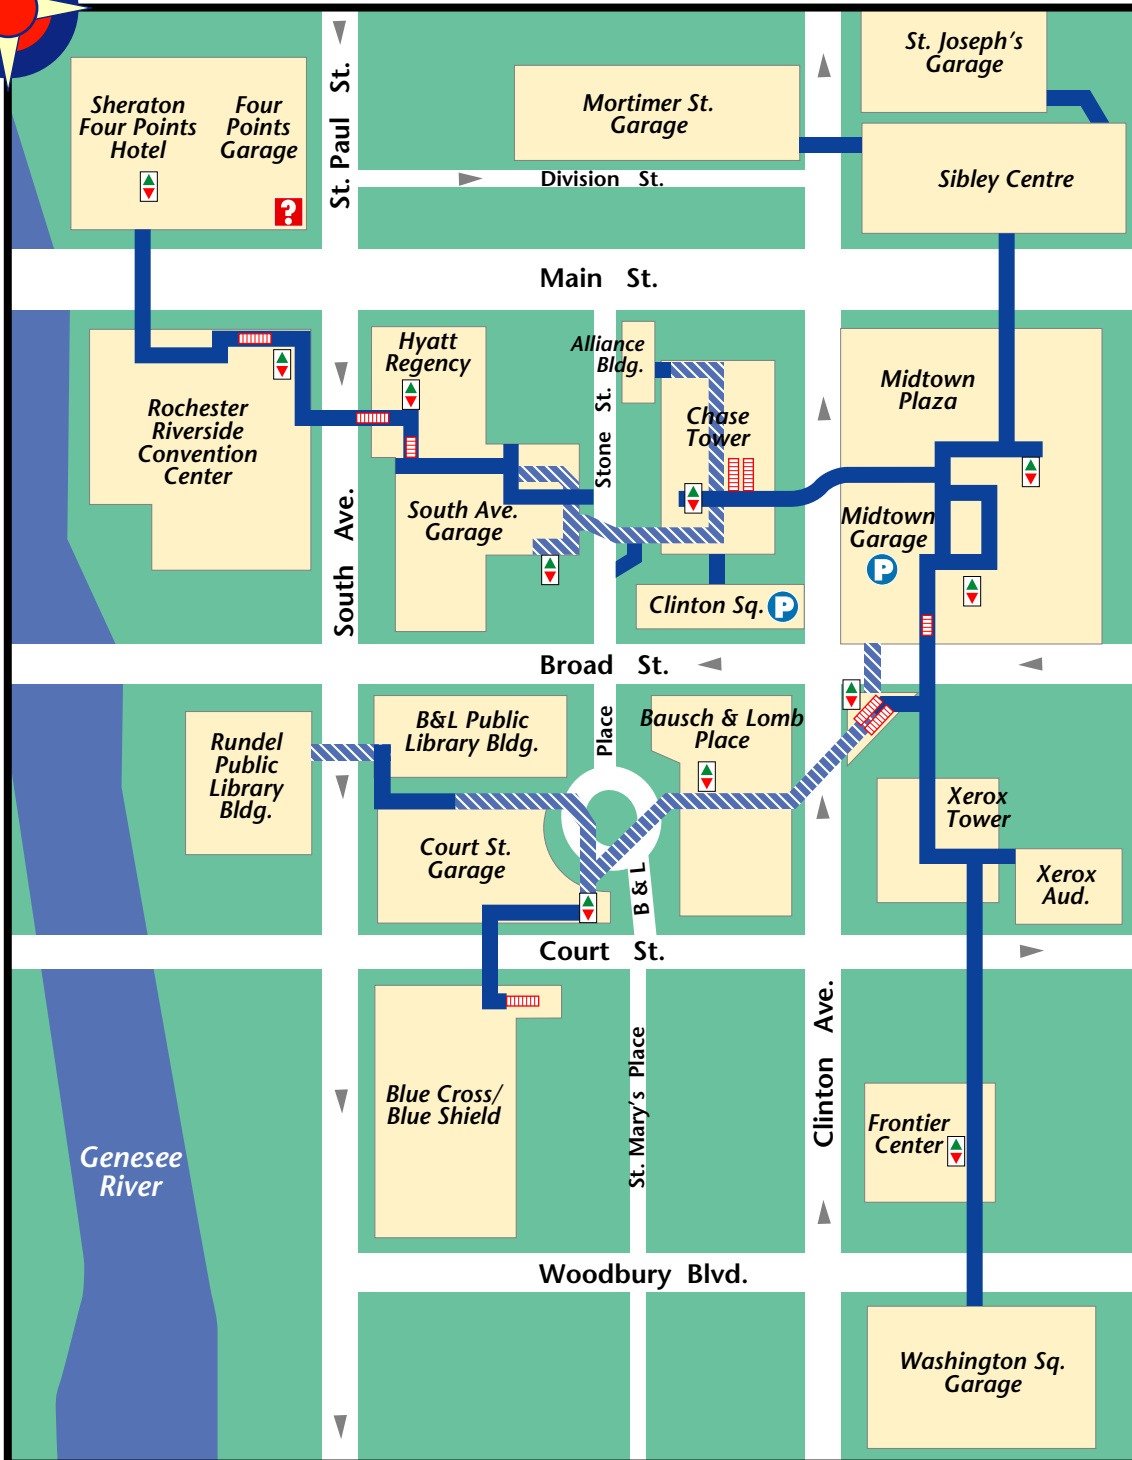 St. Joseph's
Garage
Sheraton
Four Points
Hotel
Four
Points
Garage
?
St. Paul St.
Mortimer St.
Garage
Division St.
Sibley Centre
Main St.
Hyatt
Regency
Alliance
Bldg.
Midtown
Plaza
Rochester
Riverside
Convention
Center
Stone St.
Chase
Tower
South Ave.
Garage
Midtown
Garage
P
South Ave.
Clinton Sq.
P
Broad St.
B&L Public
Library Bldg.
Place
Bausch & Lomb
Place
Rundel
Public
Library
Bldg.
Xerox
Tower
Court St.
Garage
B & L
Xerox
Aud.
Court St.
Clinton Ave.
St. Mary's Place
Blue Cross/
Blue Shield
Frontier
Center
Genesee
River
Woodbury Blvd.
Washington Sq.
Garage